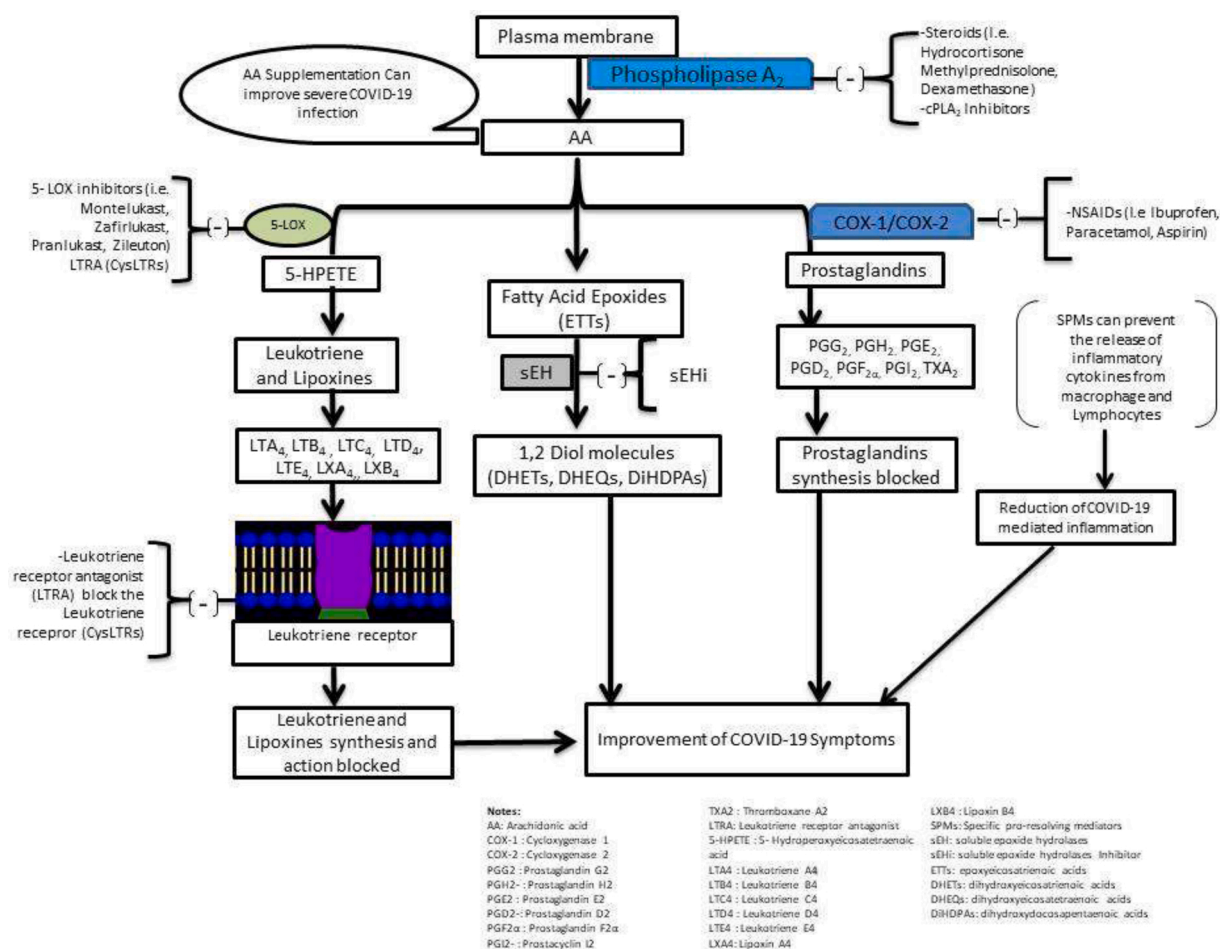 Plasma membrane
Phospholipase A₂
(-)
-Steroids (I.e.
Hydrocortisone
Methylprednisolone,
Dexamethasone)
-cPLA₂ Inhibitors
AA Supplementation Can
improve severe COVID-19
infection
AA
5- LOX inhibitors (i.e.
Montelukast,
Zafirlukast,
Pranlukast, Zileuton)
LTRA (CysLTRs)
(-)
5-LOX
COX-1/COX-2
(-)
-NSAIDs (I.e Ibuprofen,
Paracetamol, Aspirin)
5-HPETE
Fatty Acid Epoxides
(ETTs)
Prostaglandins
Leukotriene
and Lipoxines
sEH
(-)
sEHi
PGG₂, PGH₂, PGE₂,
PGD₂, PGF₂α, PGI₂, TXA₂
SPMs can prevent
the release of
inflammatory
cytokines from
macrophage and
Lymphocytes
LTA₄, LTB₄ , LTC₄, LTD₄,
LTE₄, LXA₄,, LXB₄
1,2 Diol molecules
(DHETs, DHEQs, DiHDPAs)
Prostaglandins
synthesis blocked
Reduction of COVID-19
mediated inflammation
-Leukotriene
receptor antagonist
(LTRA) block the
Leukotriene
recepror (CysLTRs)
(-)
Leukotriene receptor
Leukotriene and
Lipoxines synthesis and
action blocked
Improvement of COVID-19 Symptoms
Notes:
AA: Arachidonic acid
COX-1 : Cycloxygenase 1
COX-2 : Cycloxygenase 2
PGG2 : Prostaglandin G2
PGH2- : Prostaglandin H2
PGE2 : Prostaglandin E2
PGD2-: Prostaglandin D2
PGF2α : Prostaglandin F2α
PGI2- : Prostacyclin I2
TXA2 : Thromboxane A2
LTRA: Leukotriene receptor antagonist
5-HPETE : 5- Hydroperoxyeicosatetraenoic
acid
LTA4 : Leukotriene A4
LTB4 : Leukotriene B4
LTC4 : Leukotriene C4
LTD4 : Leukotriene D4
LTE4 : Leukotriene E4
LXA4: Lipoxin A4
LXB4 : Lipoxin B4
SPMs: Specific pro-resolving mediators
sEH: soluble epoxide hydrolases
sEHi: soluble epoxide hydrolases Inhibitor
ETTs: epoxyeicosatrienoic acids
DHETs: dihydroxyeicosatrienoic acids
DHEQs: dihydroxyeicosatetraenoic acids
DiHDPAs: dihydroxydocosapentaenoic acids